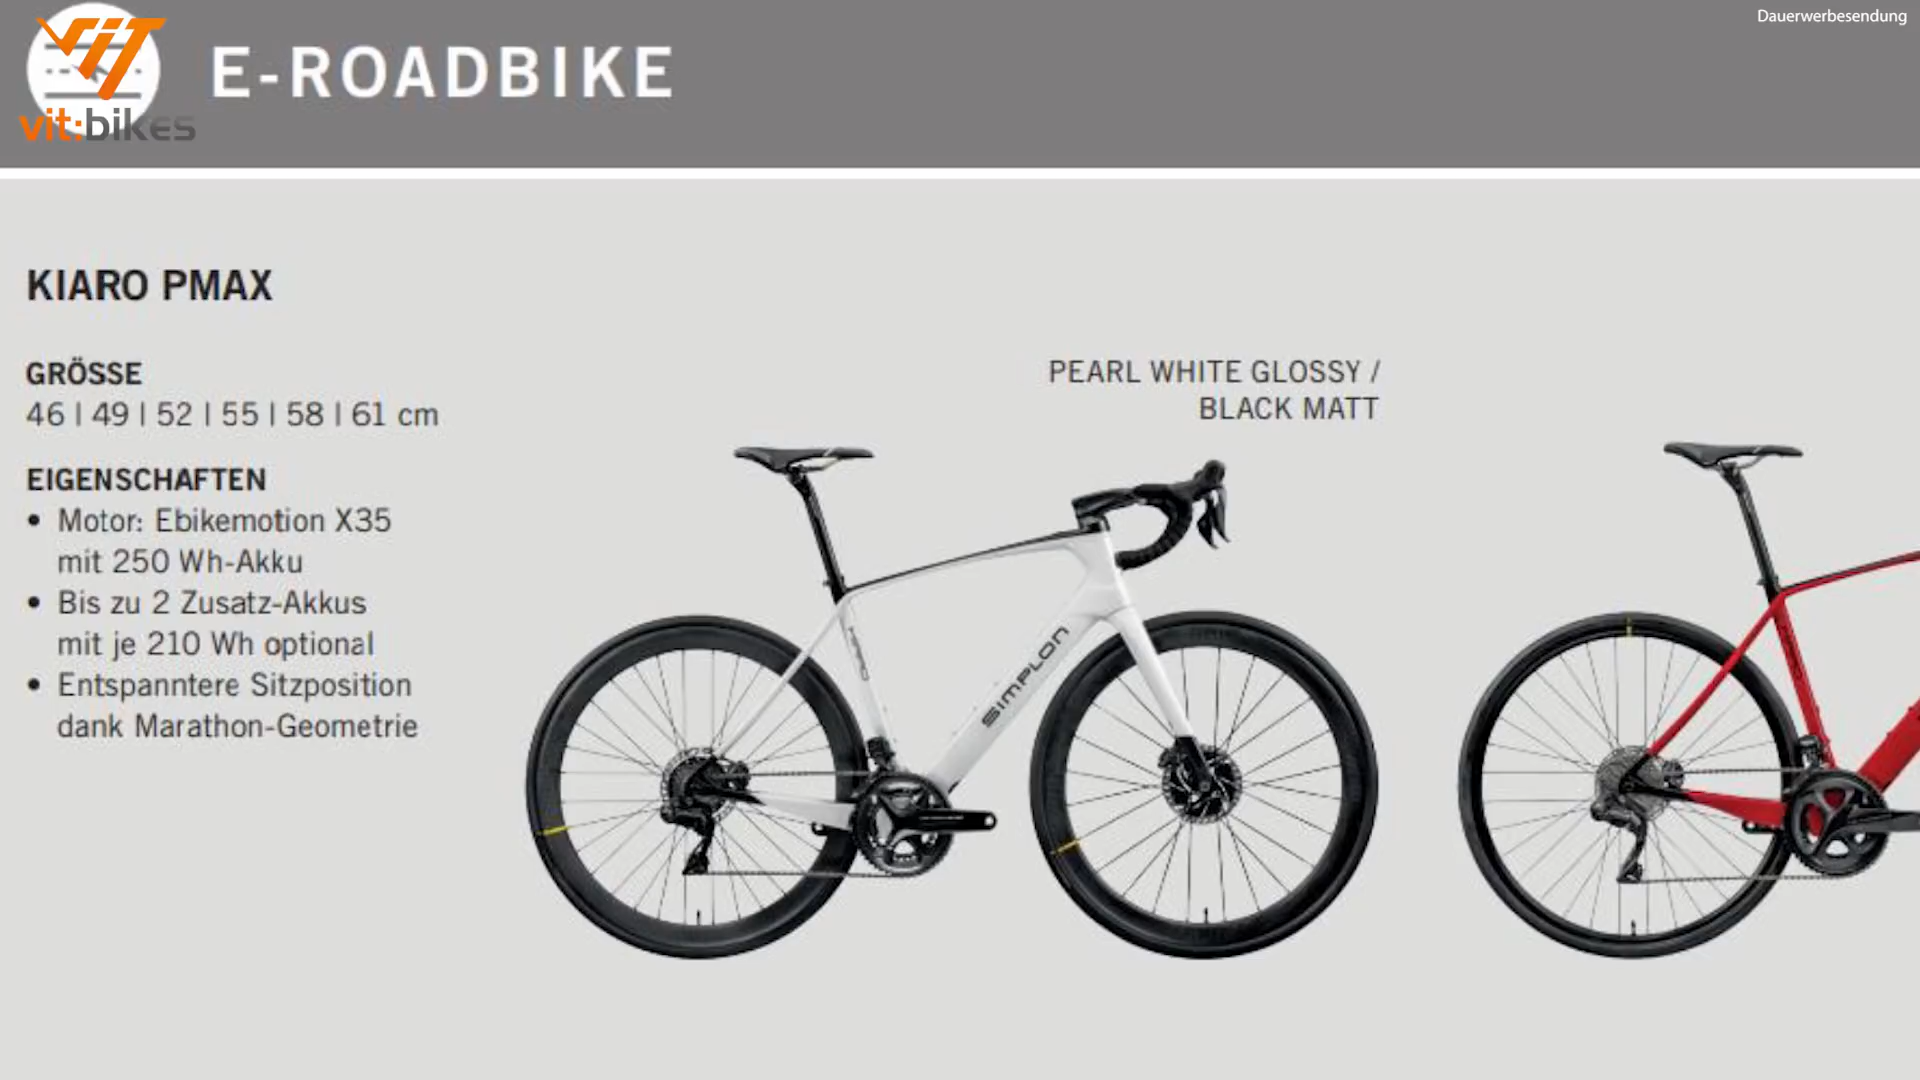 Dauerwerbesendung
vit:bikes
E-ROADBIKE
KIARO PMAX
GRÖSSE
46 | 49 | 52 | 55 | 58 | 61 cm
EIGENSCHAFTEN
• Motor: Ebikemotion X35
mit 250 Wh-Akku
• Bis zu 2 Zusatz-Akkus
mit je 210 Wh optional
• Entspanntere Sitzposition
dank Marathon-Geometrie
PEARL WHITE GLOSSY /
BLACK MATT
SIMPLON